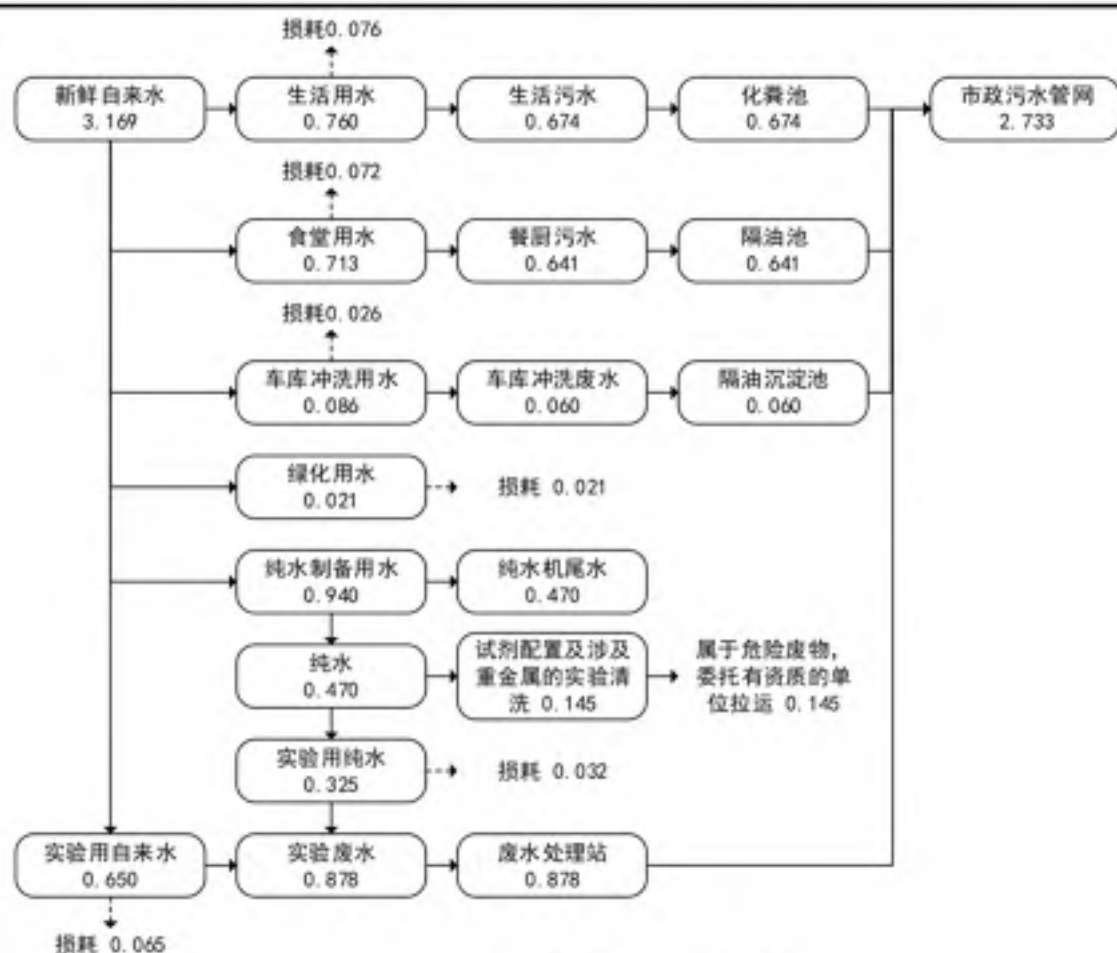 损耗0.076
新鲜自来水
3.169
生活用水
0.760
生活污水
0.674
化粪池
0.674
市政污水管网
2.733
损耗0.072
食堂用水
0.713
餐厨污水
0.641
隔油池
0.641
损耗0.026
车库冲洗用水
0.086
车库冲洗废水
0.060
隔油沉淀池
0.060
绿化用水
0.021
损耗 0.021
纯水制备用水
0.940
纯水机尾水
0.470
纯水
0.470
试剂配置及涉及
重金属的实验清
洗 0.145
属于危险废物，
委托有资质的单
位拉运 0.145
实验用纯水
0.325
损耗 0.032
实验用自来水
0.650
实验废水
0.878
废水处理站
0.878
损耗 0.065